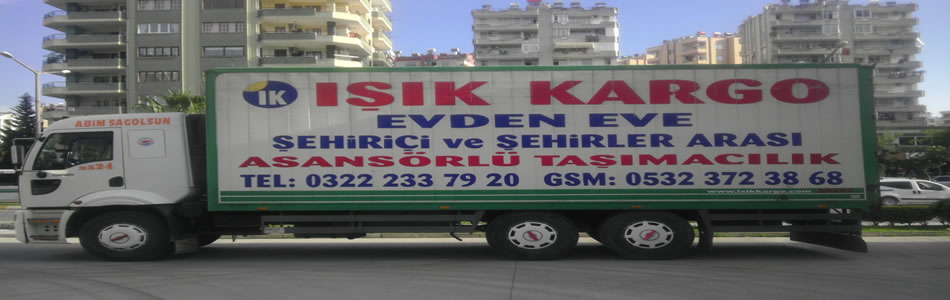 ABİM SAĞOLSUN
IŞIK KARGO
İK
EVDEN EVE
ŞEHİRİÇİ ve ŞEHİRLER ARASI
ASANSÖRLÜ TAŞIMACILIK
TEL: 0322 233 79 20 GSM: 0532 372 38 68
www.isikkargo.com